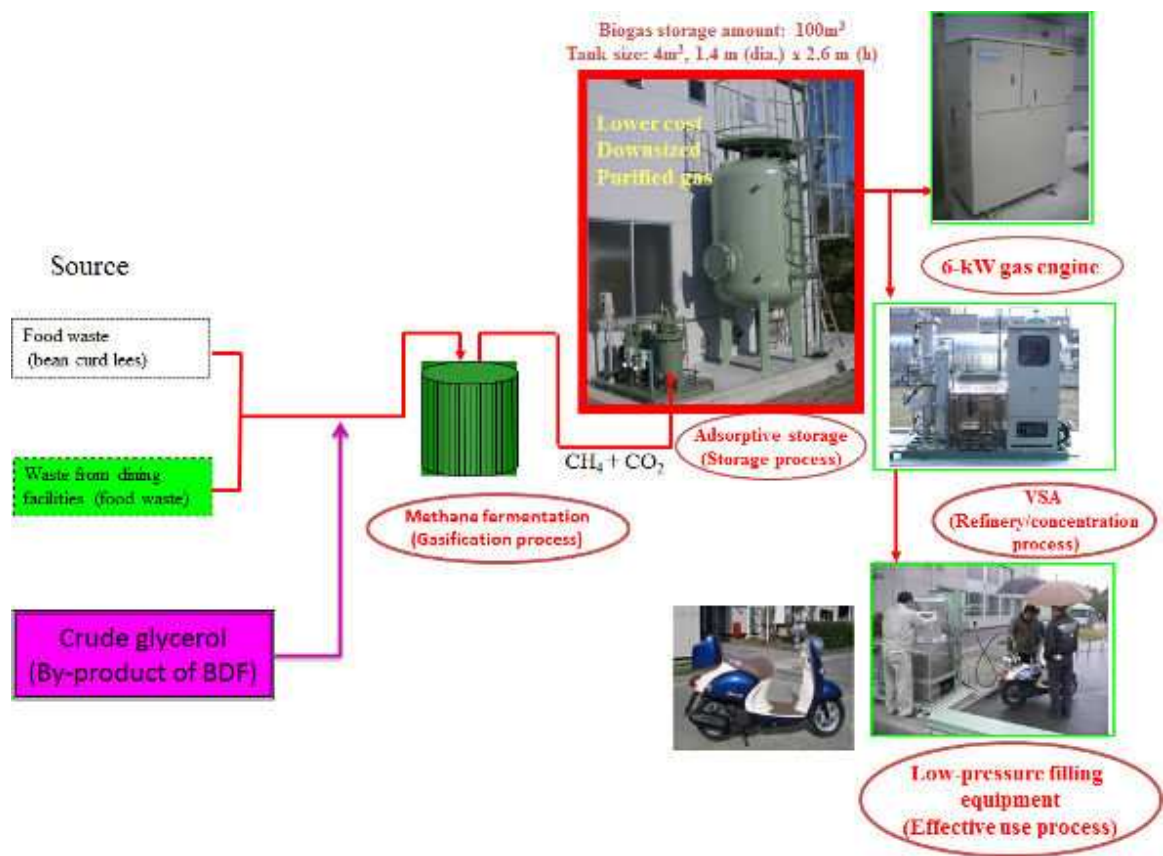 Biogas storage amount: 100m³
Tank size: 4m³, 1.4 m (dia.) x 2.6 m (h)
Lower cost
Downsized
Purified gas
6-kW gas engine
Source
Food waste
(bean curd lees)
Waste from dining
facilities (food waste)
CH₄ + CO₂
Adsorptive storage
(Storage process)
Methane fermentation
(Gasification process)
VSA
(Refinery/concentration
process)
Crude glycerol
(By-product of BDF)
Low-pressure filling
equipment
(Effective use process)